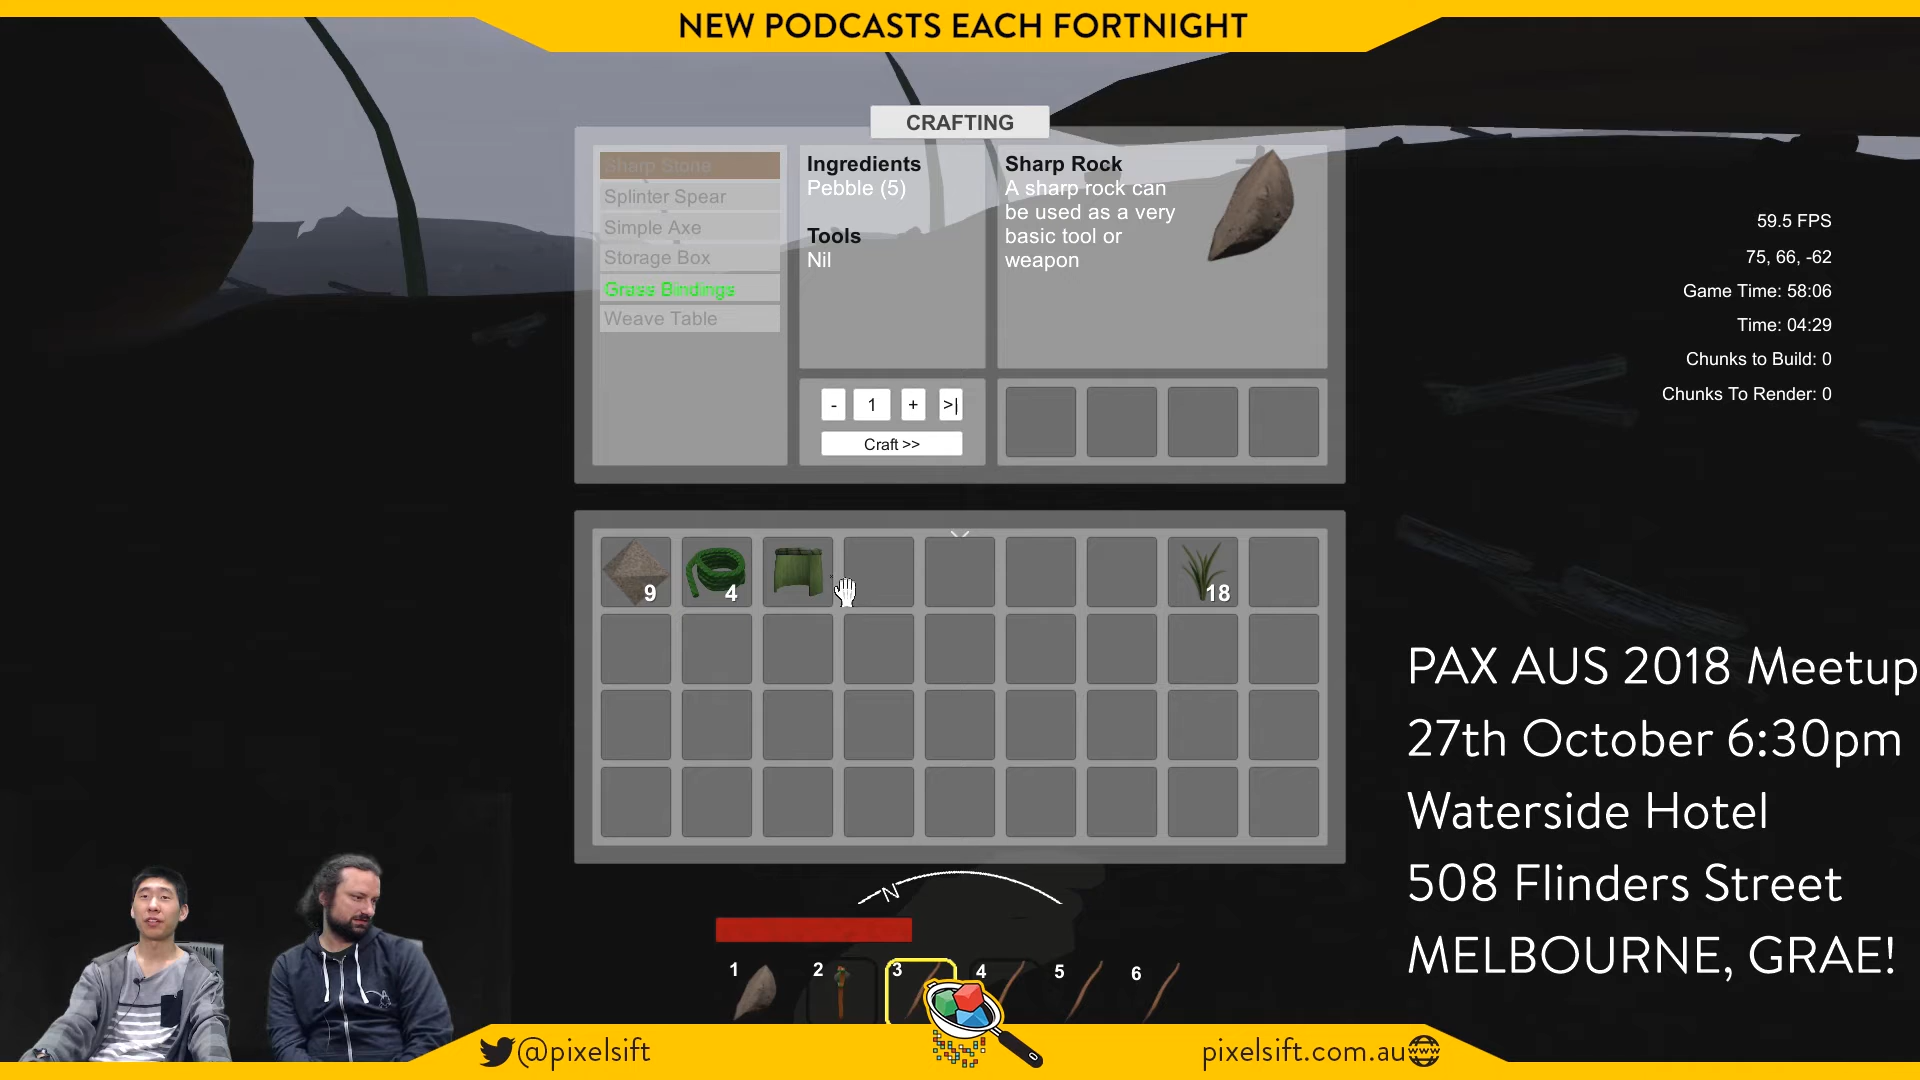 NEW PODCASTS EACH FORTNIGHT
CRAFTING
Sharp Stone
Splinter Spear
Simple Axe
Storage Box
Grass Bindings
Weave Table
Ingredients
Pebble (5)
Tools
Nil
- 1 + >|
Craft >>
Sharp Rock
A sharp rock can
be used as a very
basic tool or
weapon
59.5 FPS
75, 66, -62
Game Time: 58:06
Time: 04:29
Chunks to Build: 0
Chunks To Render: 0
9 4 18
PAX AUS 2018 Meetup
27th October 6:30pm
Waterside Hotel
508 Flinders Street
MELBOURNE, GRAE!
N
1 2 3 4 5 6
@pixelsift
pixelsift.com.au
www